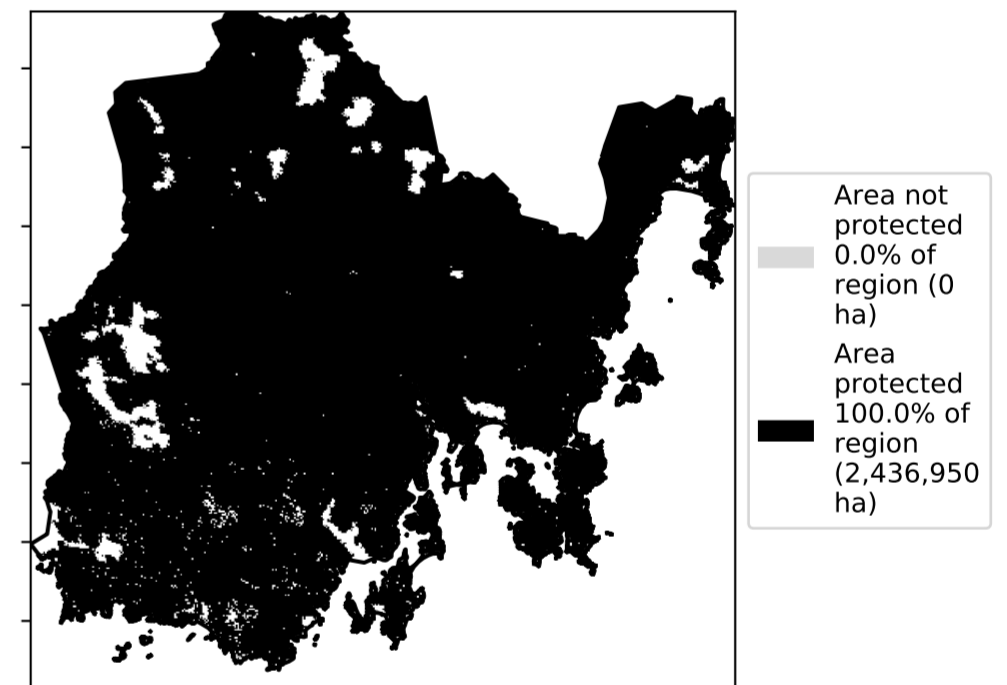 Area not
protected
0.0% of
region (0
ha)
Area
protected
100.0% of
region
(2,436,950
ha)